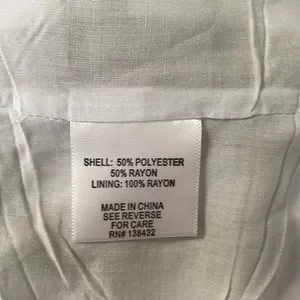 SHELL: 50% POLYESTER
50% RAYON
LINING: 100% RAYON
MADE IN CHINA
SEE REVERSE
FOR CARE
RN# 138432